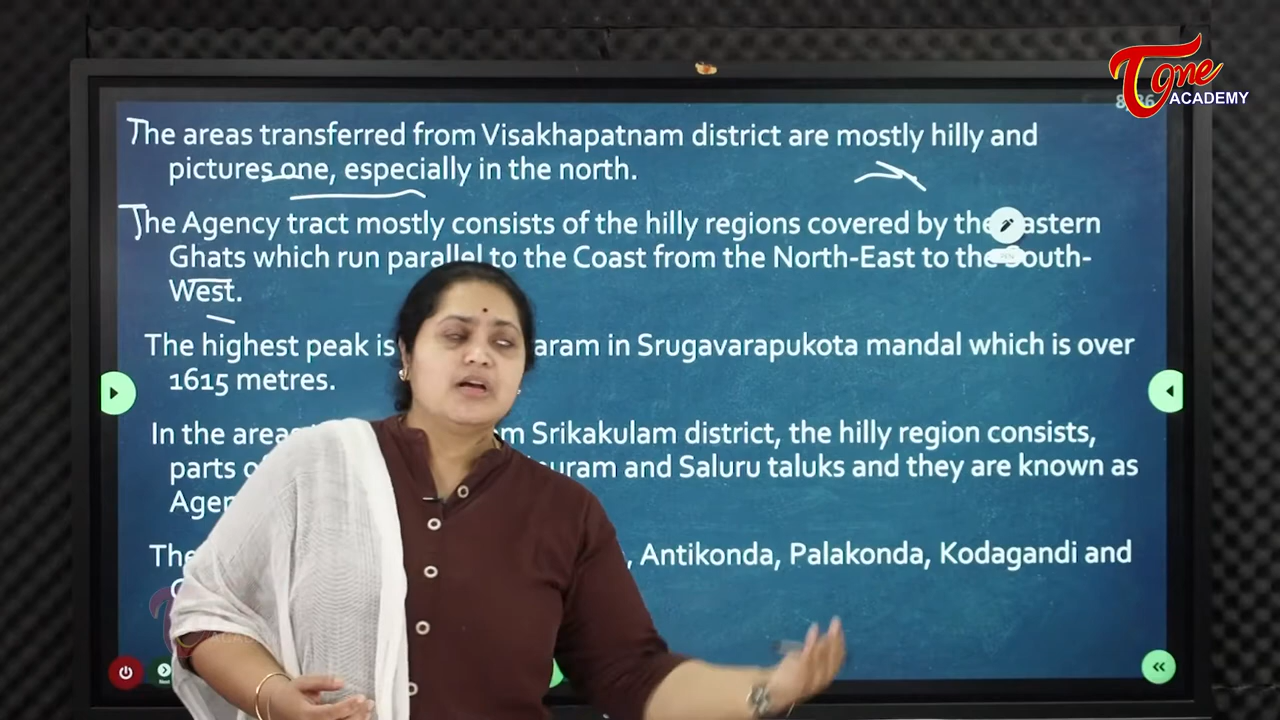 Tone
ACADEMY
The areas transferred from Visakhapatnam district are mostly hilly and
pictures one, especially in the north.
The Agency tract mostly consists of the hilly regions covered by the Eastern
Ghats which run parallel to the Coast from the North-East to the South-
West.
The highest peak is aram in Srugavarapukota mandal which is over
1615 metres.
In the areas m Srikakulam district, the hilly region consists,
parts o uram and Saluru taluks and they are known as
Agen
The , Antikonda, Palakonda, Kodagandi and